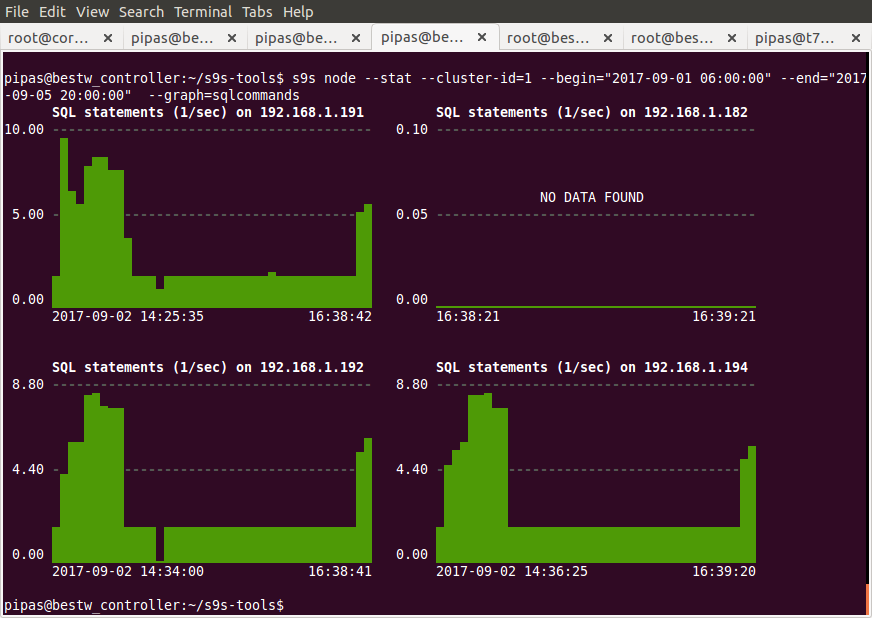 File Edit View Search Terminal Tabs Help
root@cor... × pipas@be... × pipas@be... × pipas@be... × root@bes... × root@bes... × pipas@t7... ×
pipas@bestw_controller:~/s9s-tools$ s9s node --stat --cluster-id=1 --begin="2017-09-01 06:00:00" --end="2017
-09-05 20:00:00"  --graph=sqlcommands
SQL statements (1/sec) on 192.168.1.191 SQL statements (1/sec) on 192.168.1.182
10.00 0.10
NO DATA FOUND
5.00 0.05
0.00 0.00
2017-09-02 14:25:35 16:38:42 16:38:21 16:39:21
SQL statements (1/sec) on 192.168.1.192 SQL statements (1/sec) on 192.168.1.194
8.80 8.80
4.40 4.40
0.00 0.00
2017-09-02 14:34:00 16:38:41 2017-09-02 14:36:25 16:39:20
pipas@bestw_controller:~/s9s-tools$